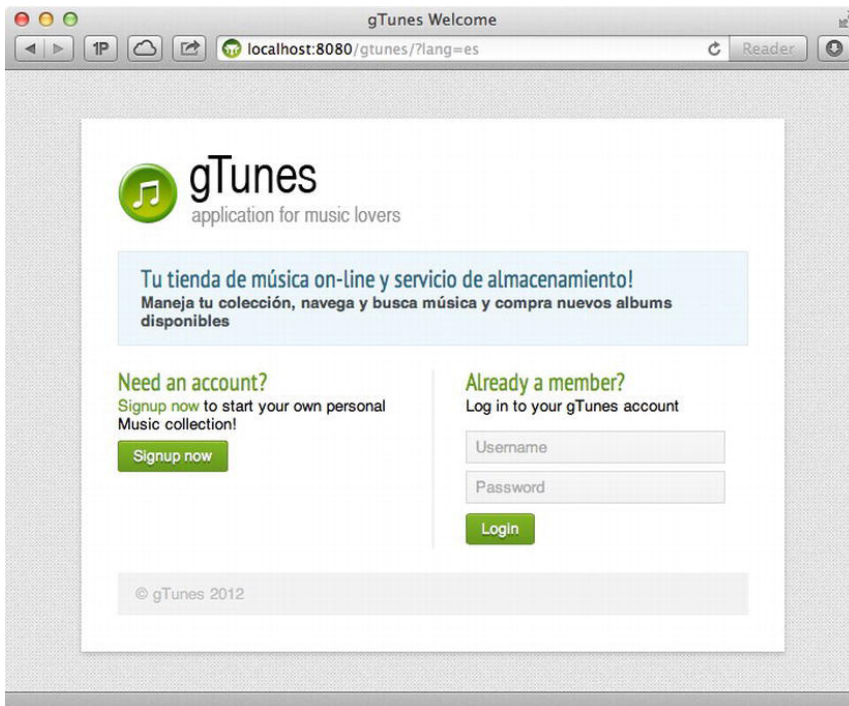 gTunes Welcome
1P
localhost:8080/gtunes/?lang=es
Reader
gTunes
application for music lovers
Tu tienda de música on-line y servicio de almacenamiento!
Maneja tu colección, navega y busca música y compra nuevos albums
disponibles
Need an account?
Signup now to start your own personal
Music collection!
Signup now
Already a member?
Log in to your gTunes account
Username
Password
Login
© gTunes 2012